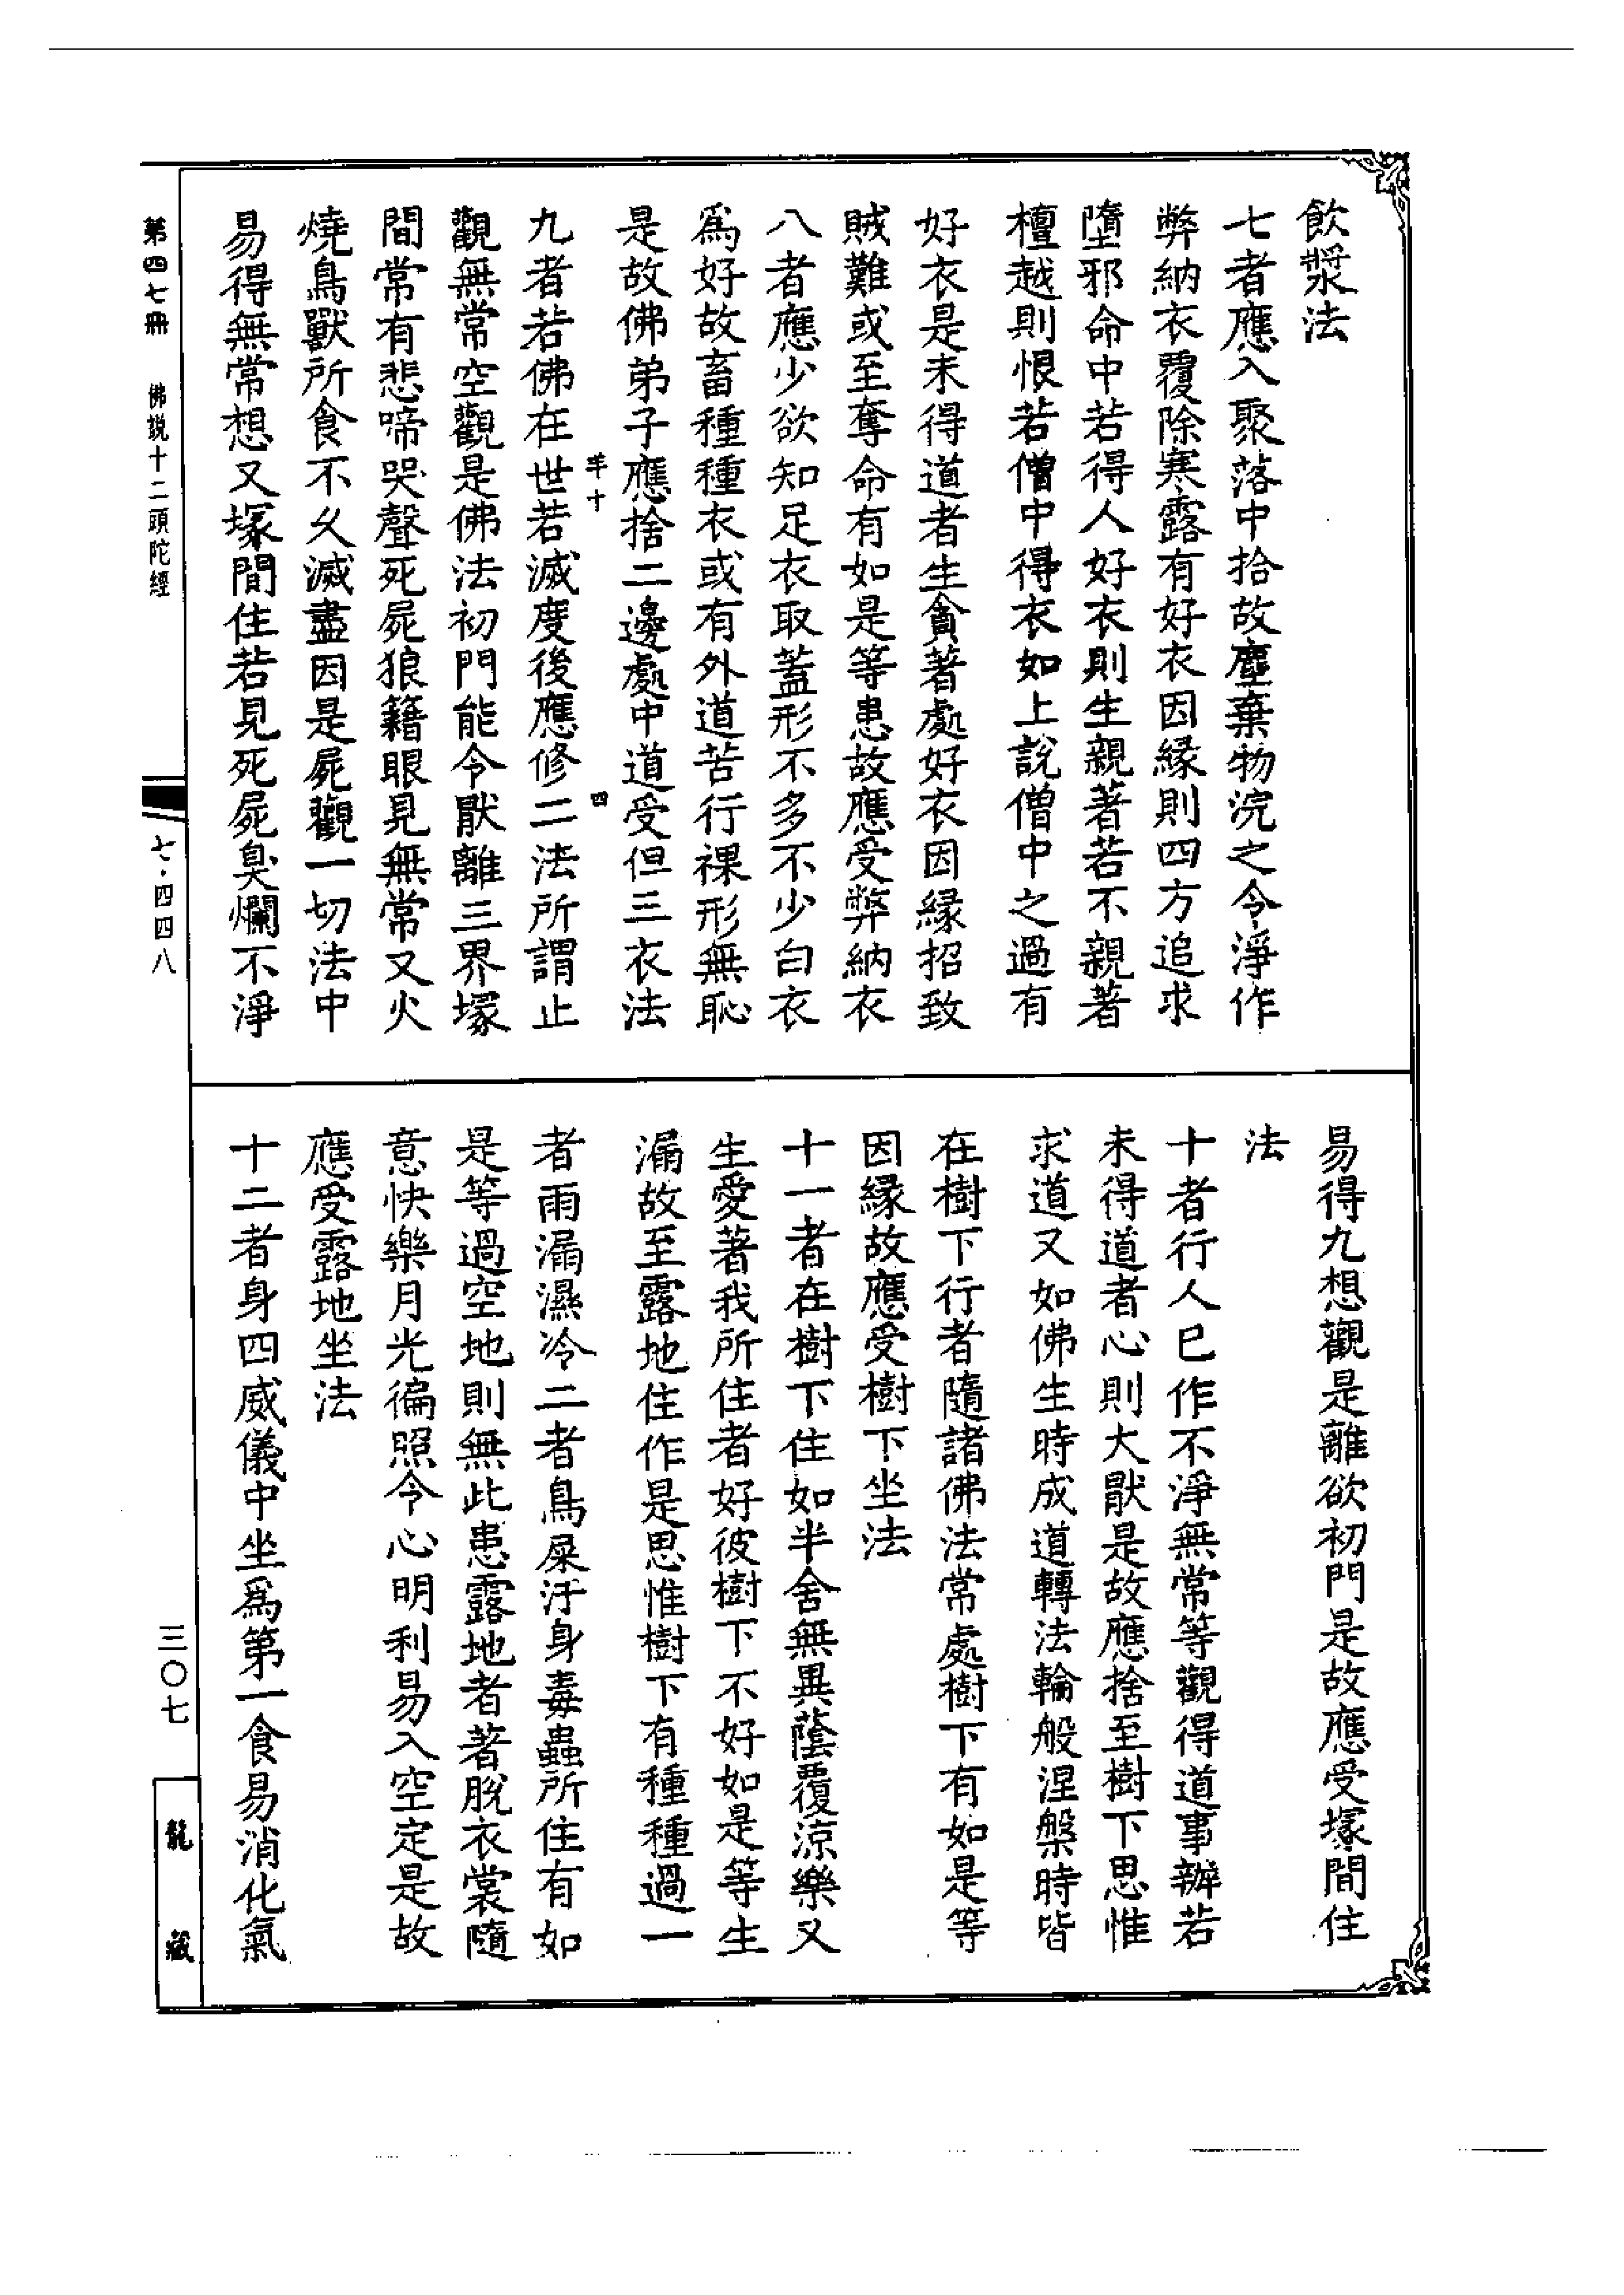 飲漿法
七者應入聚落中拾故塵棄物浣之令淨作
弊納衣覆除寒露有好衣因緣則四方追求
墮邪命中若得人好衣則生親著若不親著
檀越則恨若僧中得衣如上說僧中之過有
好衣是未得道者生貪著處好衣因緣招致
賊難或至奪命有如是等患故應受弊納衣
八者應少欲知足衣取蓋形不多不少白衣
爲好故畜種種衣或有外道苦行裸形無恥
是故佛弟子應捨二邊處中道受但三衣法
羊十
四
九者若佛在世若滅度後應修二法所謂止
觀無常空觀是佛法初門能令厭離三界塚
間常有悲啼哭聲死屍狼籍眼見無常又火
燒鳥獸所食不久滅盡因是屍觀一切法中
易得無常想又塚間住若見死屍臭爛不淨
易得九想觀是離欲初門是故應受塚間住
法
十者行人已作不淨無常等觀得道事辦若
未得道者心則大厭是故應捨至樹下思惟
求道又如佛生時成道轉法輪般涅槃時皆
在樹下行者隨諸佛法常處樹下有如是等
因緣故應受樹下坐法
十一者在樹下住如半舍無異蔭覆涼樂又
生愛著我所住者好彼樹下不好如是等生
漏故至露地住作是思惟樹下有種種過一
者雨漏濕冷二者鳥屎汙身毒蟲所住有如
是等過空地則無此患露地者著脫衣裳隨
意快樂月光徧照令心明利易入空定是故
應受露地坐法
十二者身四威儀中坐爲第一食易消化氣
第四七冊 佛說十二頭陀經
七·四四八
三〇七
龍藏